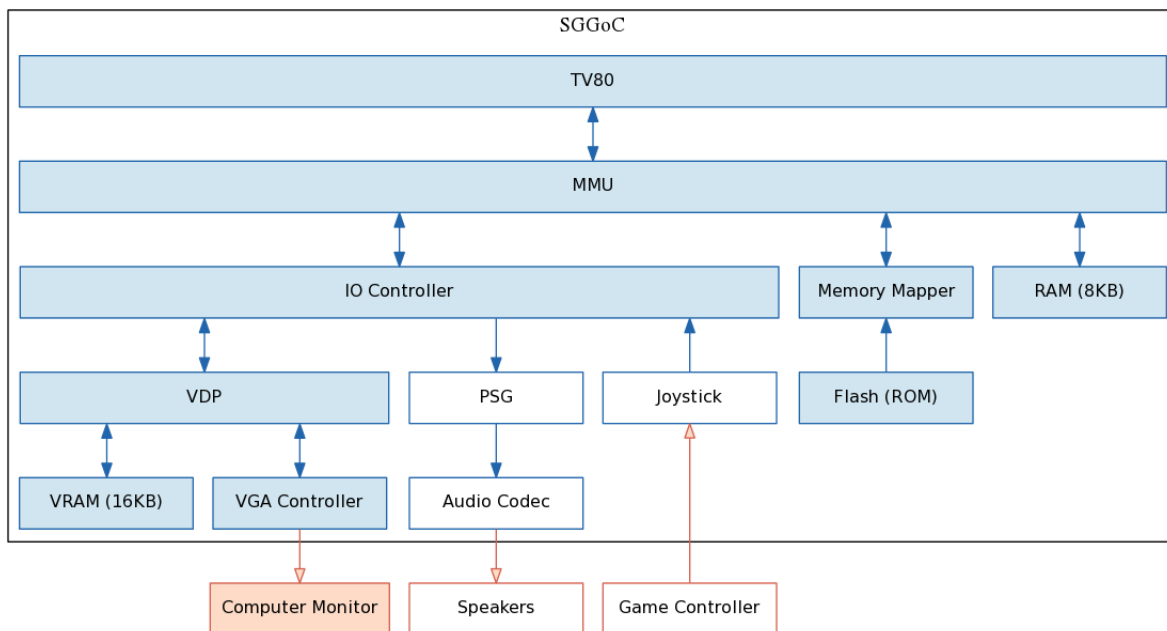 SGGoC
TV80
MMU
IO Controller
Memory Mapper
RAM (8KB)
VDP
PSG
Joystick
Flash (ROM)
VRAM (16KB)
VGA Controller
Audio Codec
Computer Monitor
Speakers
Game Controller